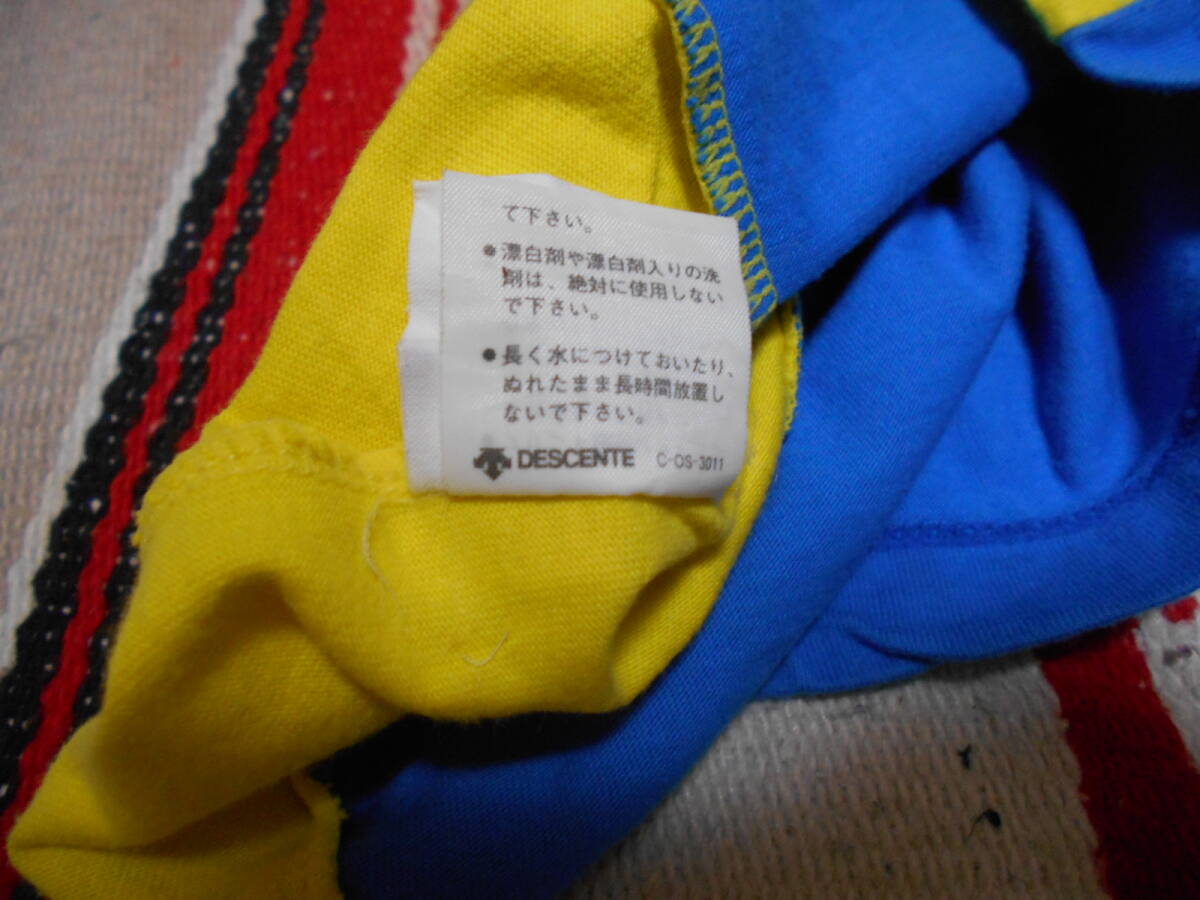 て下さい。
●漂白剤や漂白剤入りの洗
剤は、絶対に使用しない
で下さい。
●長く水につけておいたり、
ぬれたまま長時間放置し
ないで下さい。
DESCENTE C-OS-3011